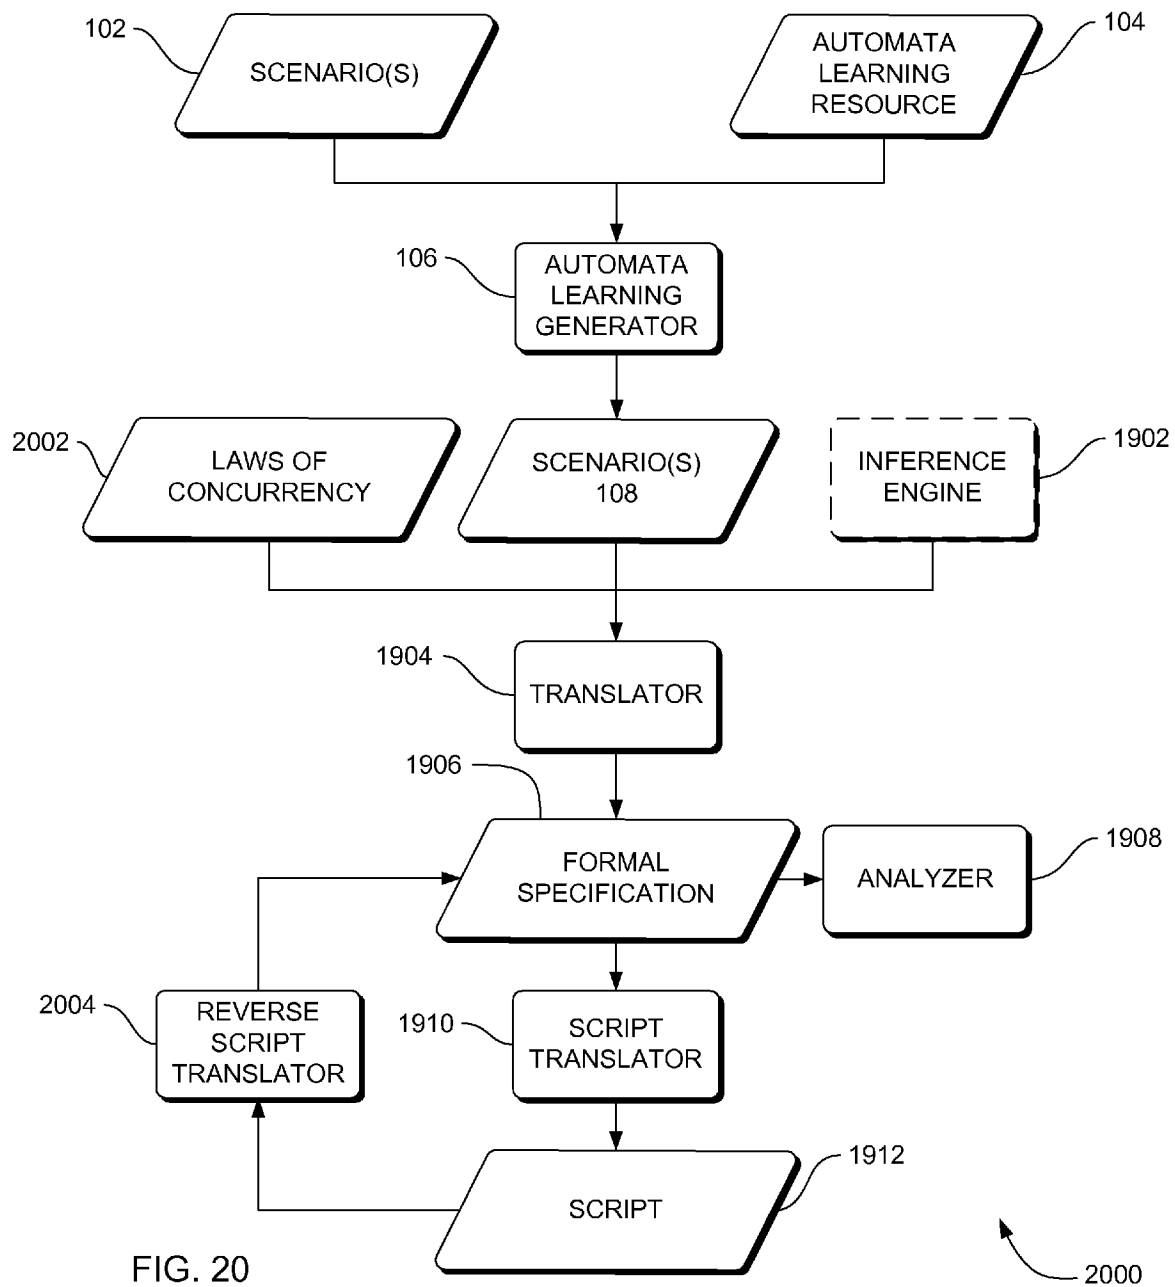 102
SCENARIO(S)
AUTOMATA
LEARNING
RESOURCE
104
106
AUTOMATA
LEARNING
GENERATOR
2002
LAWS OF
CONCURRENCY
SCENARIO(S)
108
INFERENCE
ENGINE
1902
1904
TRANSLATOR
1906
FORMAL
SPECIFICATION
ANALYZER
1908
2004
REVERSE
SCRIPT
TRANSLATOR
1910
SCRIPT
TRANSLATOR
SCRIPT
1912
FIG. 20
2000